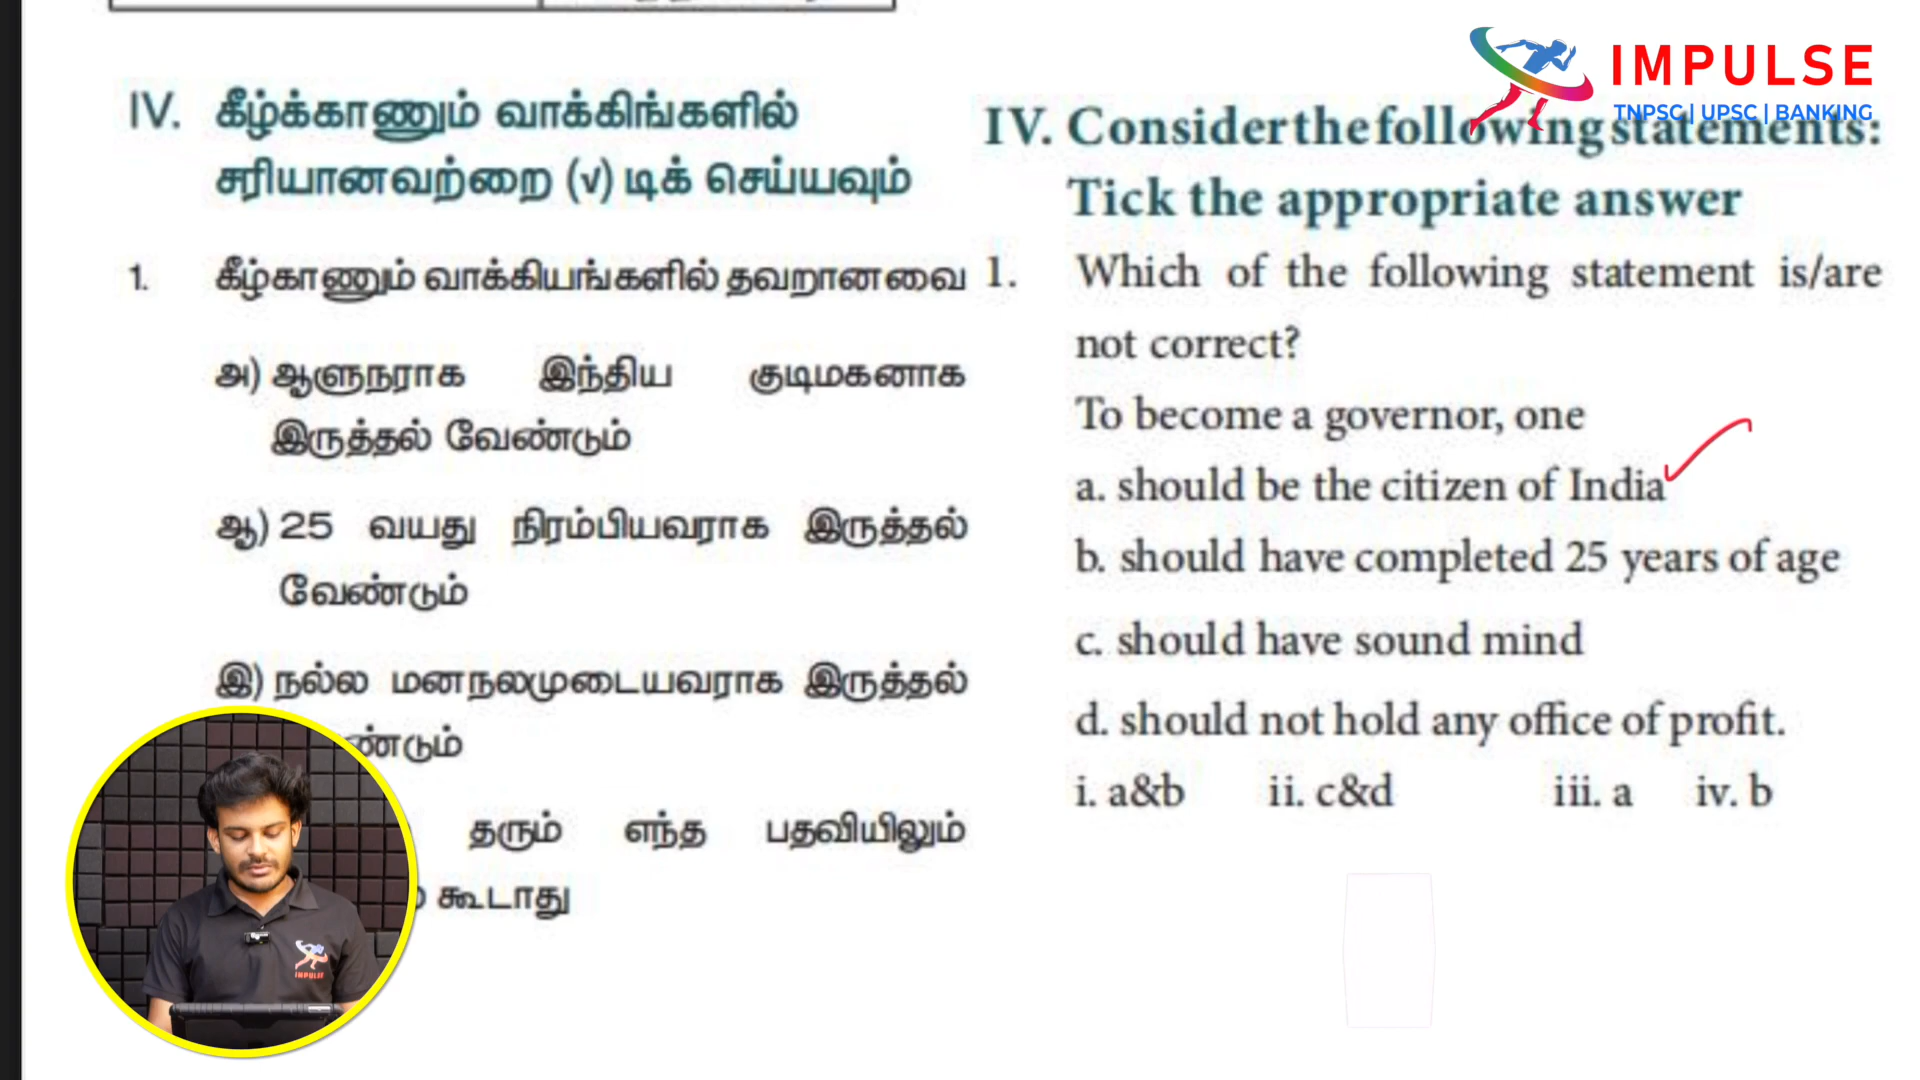 IMPULSE
TNPSC | UPSC | BANKING
IV. கீழ்க்காணும் வாக்கிங்களில்
சரியானவற்றை (√) டிக் செய்யவும்
1. கீழ்காணும் வாக்கியங்களில் தவறானவை
அ) ஆளுநராக இந்திய குடிமகனாக
இருத்தல் வேண்டும்
ஆ) 25 வயது நிரம்பியவராக இருத்தல்
வேண்டும்
இ) நல்ல மனநலமுடையவராக இருத்தல்
தரும் எந்த பதவியிலும்
கூடாது
IV. Consider the following statements:
Tick the appropriate answer
1. Which of the following statement is/are
not correct?
To become a governor, one
a. should be the citizen of India
b. should have completed 25 years of age
c. should have sound mind
d. should not hold any office of profit.
i. a&b ii. c&d iii. a iv. b
IMPULSE